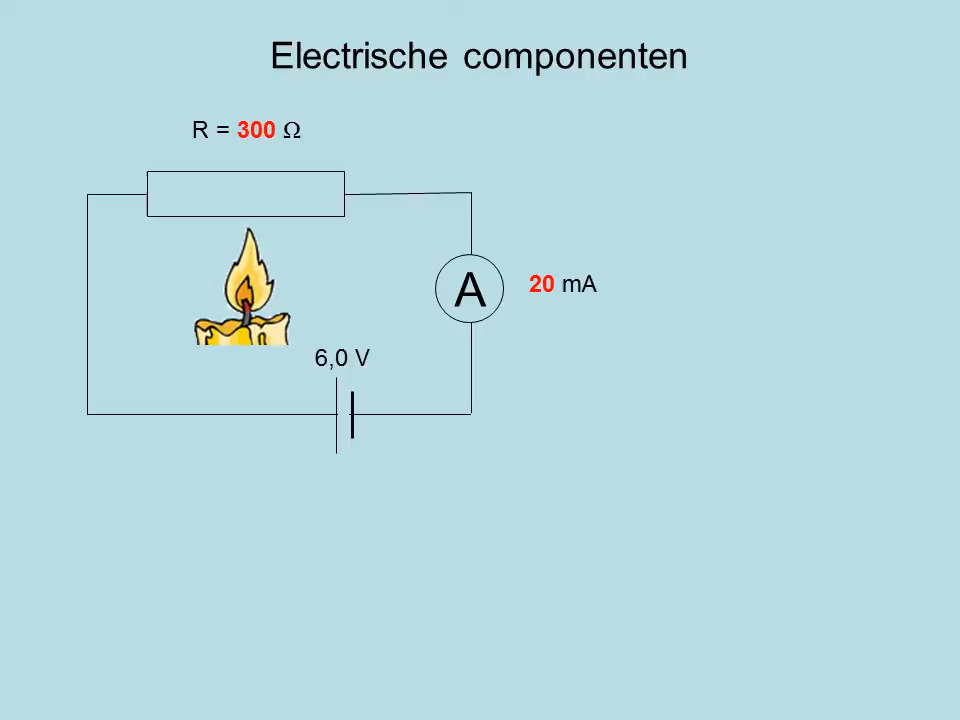 Electrische componenten
R = 300 Ω
A
20 mA
6,0 V